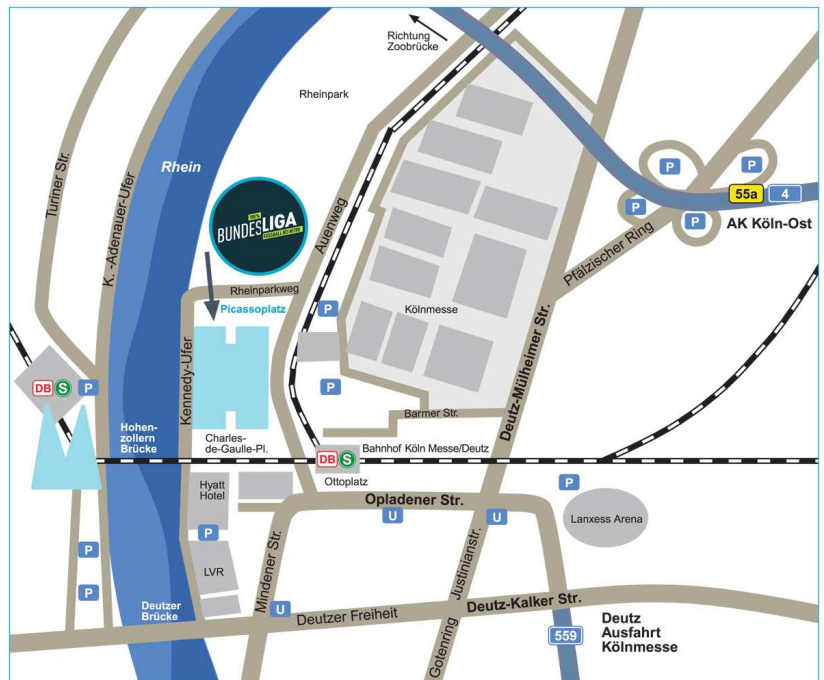 Richtung
Zoobrücke
Rheinpark
Turiner Str.
K. -Adenauer-Ufer
Rhein
100%
BUNDESLIGA
Auenweg
P
P
P
P
55a
4
AK Köln-Ost
Pfälzischer Ring
Rheinparkweg
Picassoplatz
P
Kölnmesse
Deutz-Mülheimer Str.
Kennedy-Ufer
DB
S
P
P
Barmer Str.
Hohen-
zollern
Brücke
Charles-
de-Gaulle-Pl.
DB
S
Bahnhof Köln Messe/Deutz
Ottoplatz
Hyatt
Hotel
Opladener Str.
P
U
U
Lanxess Arena
P
P
LVR
Mindener Str.
Justinianstr.
P
Deutzer
Brücke
U
Deutzer Freiheit
Deutz-Kalker Str.
Gotenring
559
Deutz
Ausfahrt
Kölnmesse